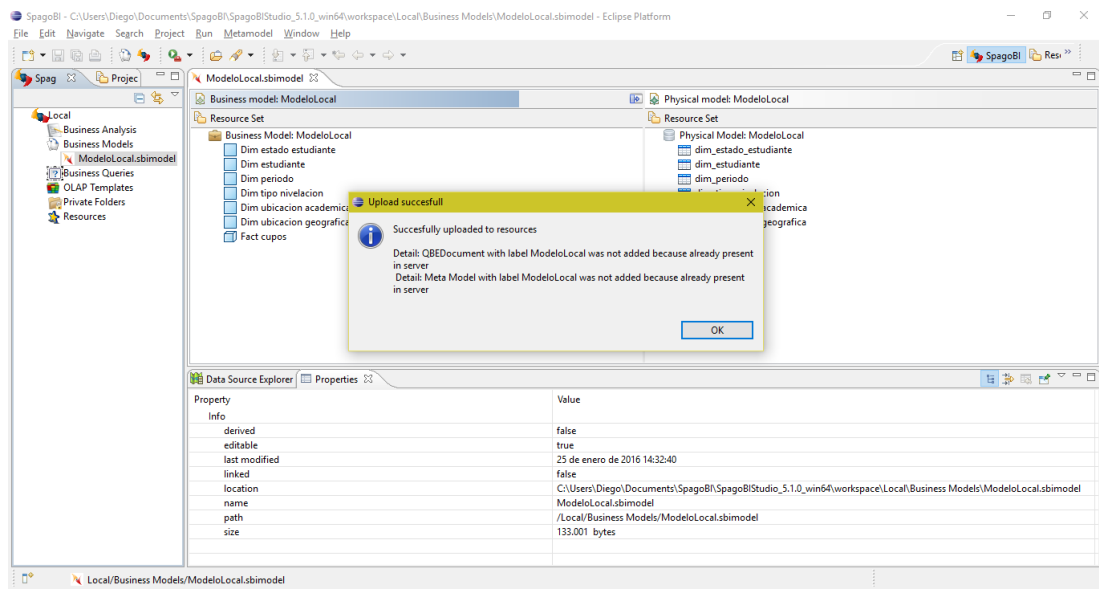 SpagoBI - C:\Users\Diego\Documents\SpagoBI\SpagoBIStudio_5.1.0_win64\workspace\Local\Business Models\ModeloLocal.sbimodel - Eclipse Platform
File Edit Navigate Search Project Run Metamodel Window Help
SpagoBI Res
Spag Projec
ModeloLocal.sbimodel
Business model: ModeloLocal
Physical model: ModeloLocal
Local
Business Analysis
Business Models
ModeloLocal.sbimodel
Business Queries
OLAP Templates
Private Folders
Resources
Resource Set
Business Model: ModeloLocal
Dim estado estudiante
Dim estudiante
Dim periodo
Dim tipo nivelacion
Dim ubicacion academica
Dim ubicacion geografica
Fact cupos
Resource Set
Physical Model: ModeloLocal
dim_estado_estudiante
dim_estudiante
dim_periodo
cion
academica
geografica
Upload succesfull
Succesfully uploaded to resources
Detail: QBEDocument with label ModeloLocal was not added because already present
in server
Detail: Meta Model with label ModeloLocal was not added because already present
in server
OK
Data Source Explorer Properties
Property Value
Info
derived false
editable true
last modified 25 de enero de 2016 14:32:40
linked false
location C:\Users\Diego\Documents\SpagoBI\SpagoBIStudio_5.1.0_win64\workspace\Local\Business Models\ModeloLocal.sbimodel
name ModeloLocal.sbimodel
path /Local/Business Models/ModeloLocal.sbimodel
size 133.001 bytes
Local/Business Models/ModeloLocal.sbimodel